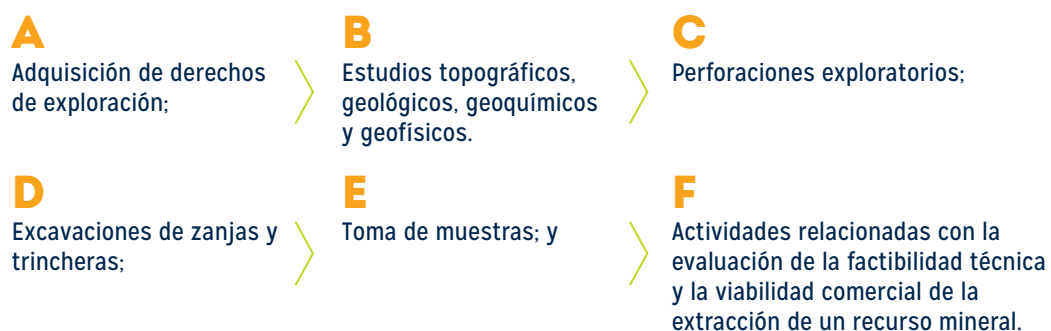 A
Adquisición de derechos
de exploración;
B
Estudios topográficos,
geológicos, geoquímicos
y geofísicos.
C
Perforaciones exploratorios;
D
Excavaciones de zanjas y
trincheras;
E
Toma de muestras; y
F
Actividades relacionadas con la
evaluación de la factibilidad técnica
y la viabilidad comercial de la
extracción de un recurso mineral.